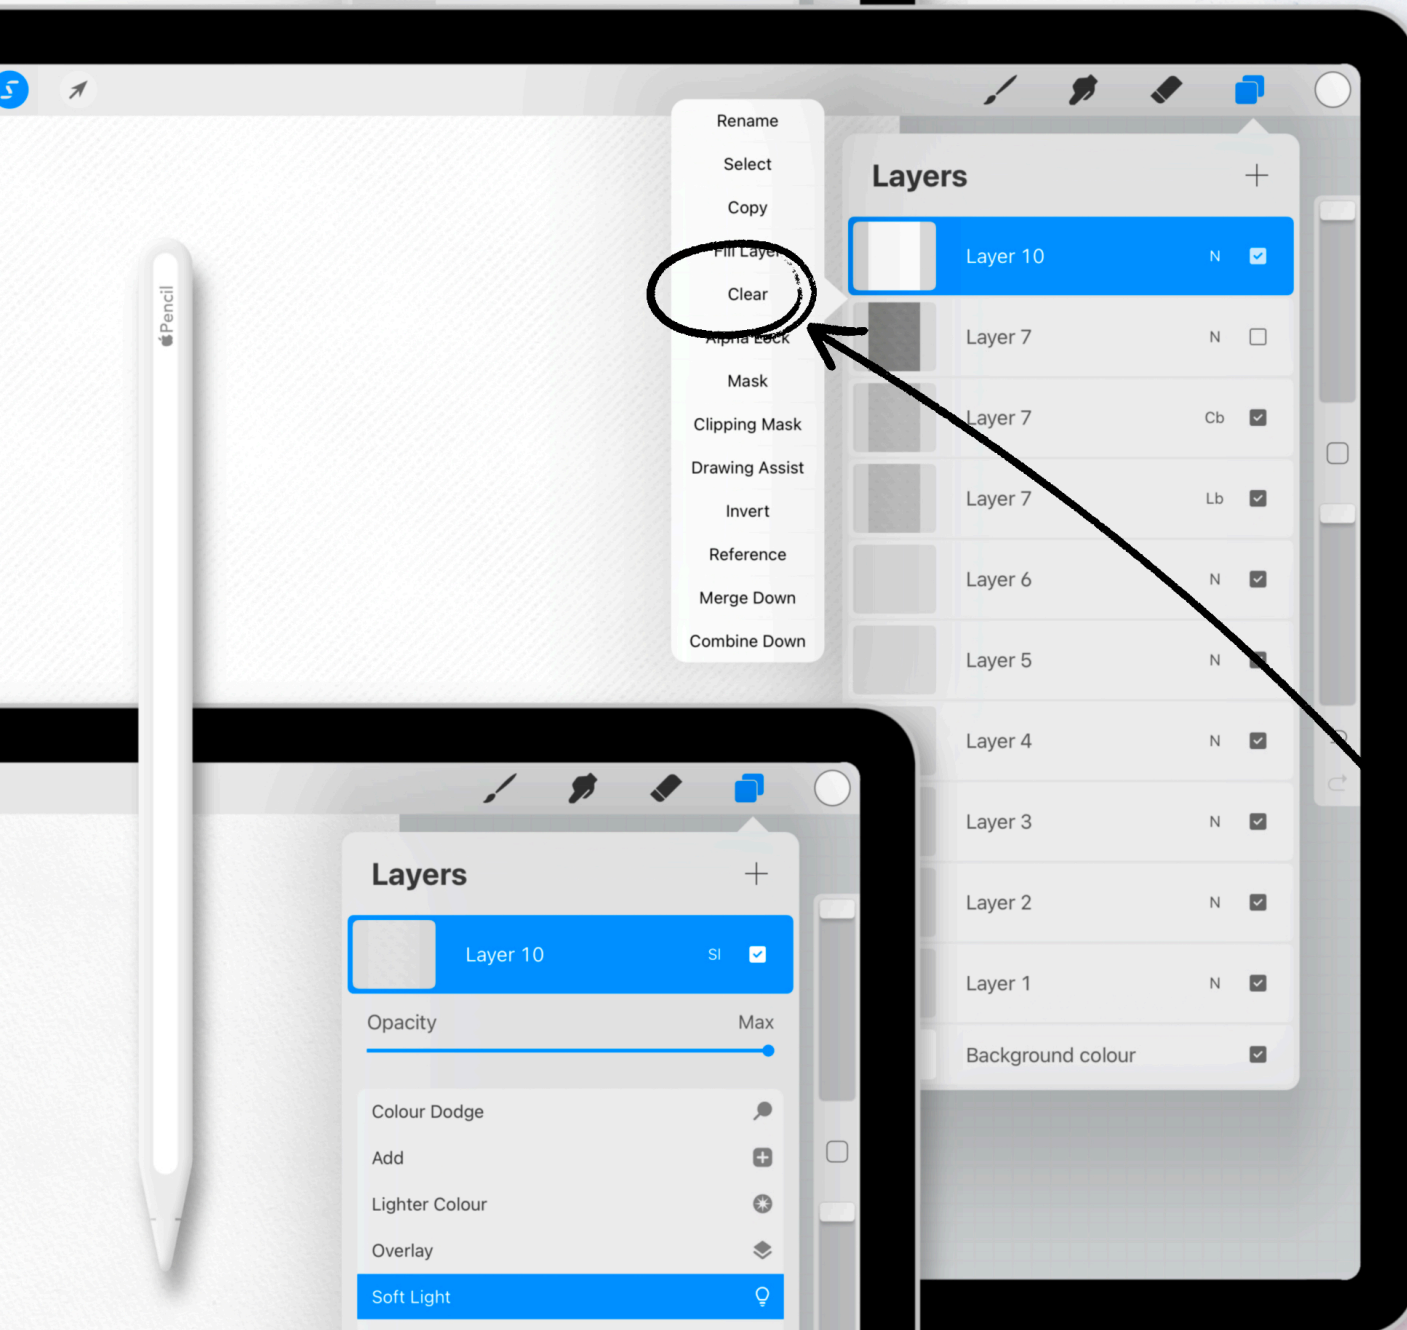 Rename
Select
Copy
Fill Layer
Clear
Alpha Lock
Mask
Clipping Mask
Drawing Assist
Invert
Reference
Merge Down
Combine Down
Layers
Layer 10 N
Layer 7 N
Layer 7 Cb
Layer 7 Lb
Layer 6 N
Layer 5 N
Layer 4 N
Layer 3 N
Layer 2 N
Layer 1 N
Background colour
Pencil
Layers
Layer 10 Sl
Opacity Max
Colour Dodge
Add
Lighter Colour
Overlay
Soft Light